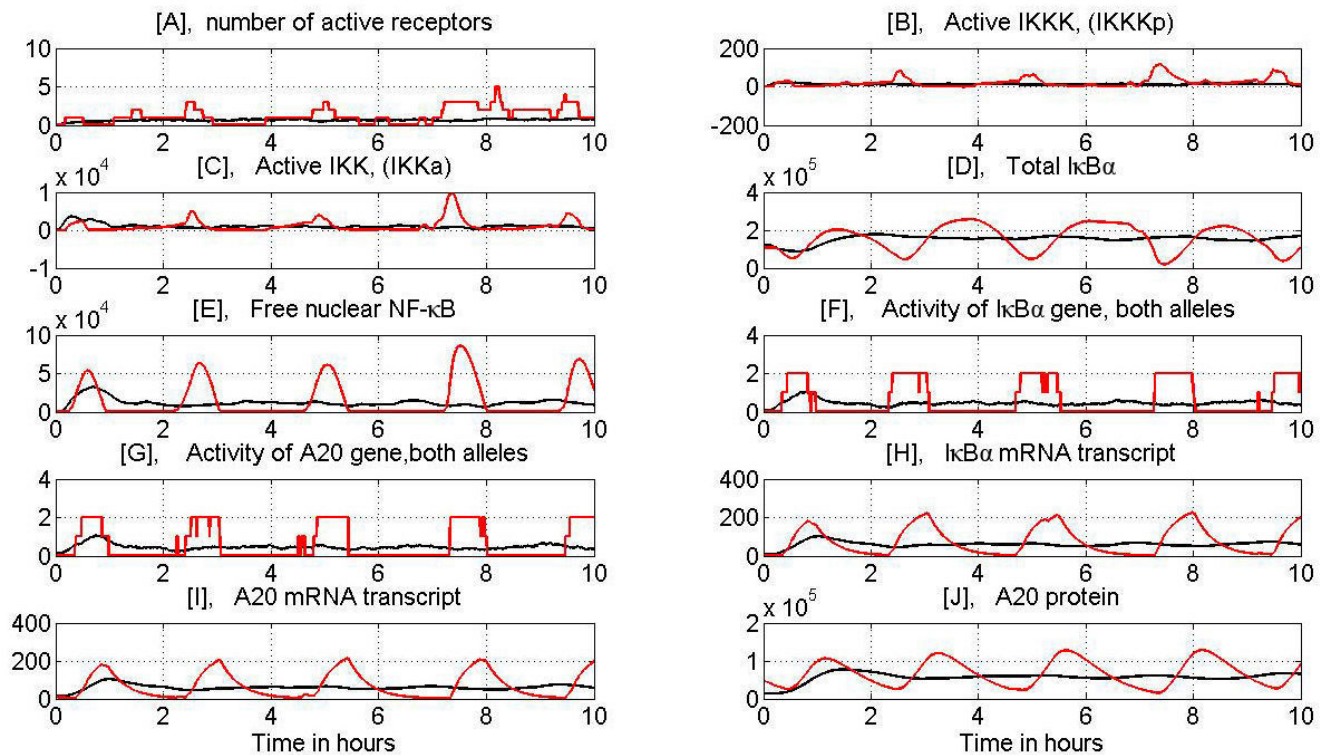 [A], number of active receptors
10
5
0
0 2 4 6 8 10
[B], Active IKKK, (IKKKp)
200
0
-200
0 2 4 6 8 10
[C], Active IKK, (IKKa)
x 10^4
1
0
-1
0 2 4 6 8 10
[D], Total IκBα
x 10^5
4
2
0
0 2 4 6 8 10
[E], Free nuclear NF-κB
x 10^4
10
5
0
0 2 4 6 8 10
[F], Activity of IκBα gene, both alleles
4
2
0
0 2 4 6 8 10
[G], Activity of A20 gene,both alleles
4
2
0
0 2 4 6 8 10
[H], IκBα mRNA transcript
400
200
0
0 2 4 6 8 10
[I], A20 mRNA transcript
400
200
0
0 2 4 6 8 10
Time in hours
[J], A20 protein
x 10^5
2
1
0
0 2 4 6 8 10
Time in hours